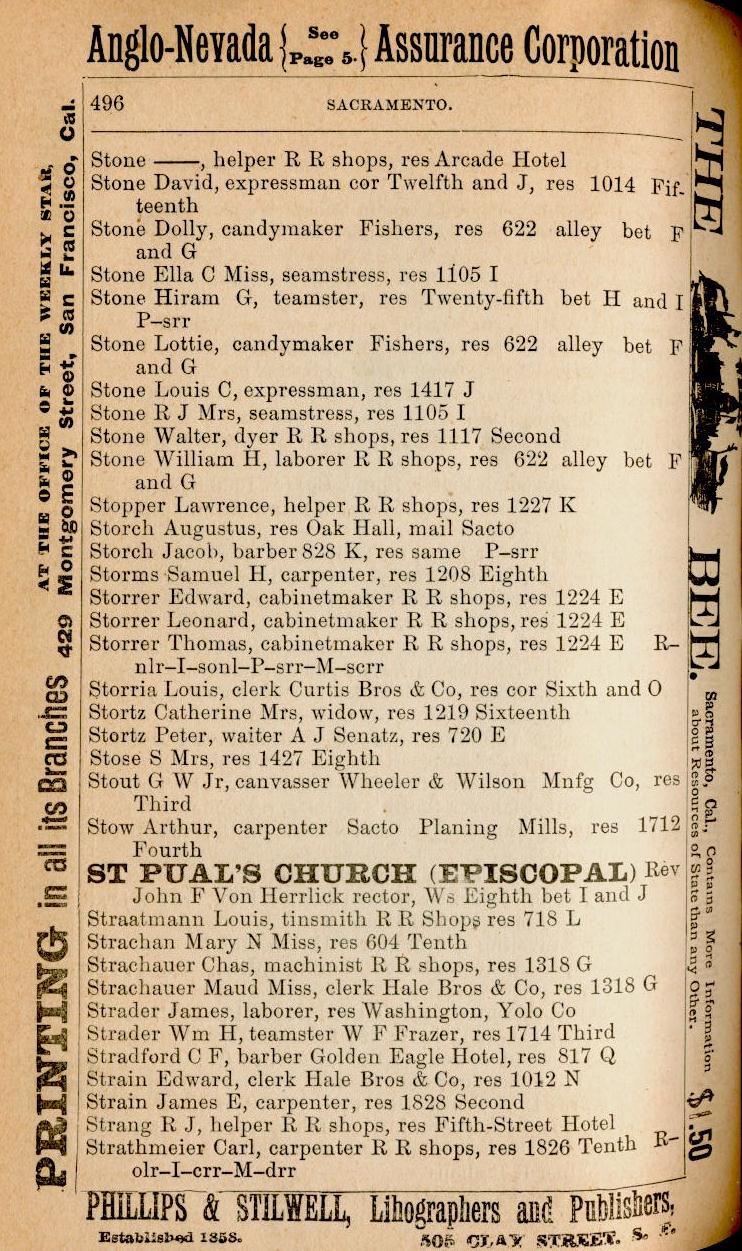 Anglo-Nevada { See Page 5. } Assurance Corporation
496 SACRAMENTO.
Stone ——, helper R R shops, res Arcade Hotel
Stone David, expressman cor Twelfth and J, res 1014 Fif-
teenth
Stone Dolly, candymaker Fishers, res 622 alley bet F
and G
Stone Ella C Miss, seamstress, res 1105 I
Stone Hiram G, teamster, res Twenty-fifth bet H and I
P–srr
Stone Lottie, candymaker Fishers, res 622 alley bet F
and G
Stone Louis C, expressman, res 1417 J
Stone R J Mrs, seamstress, res 1105 I
Stone Walter, dyer R R shops, res 1117 Second
Stone William H, laborer R R shops, res 622 alley bet F
and G
Stopper Lawrence, helper R R shops, res 1227 K
Storch Augustus, res Oak Hall, mail Sacto
Storch Jacob, barber 828 K, res same P–srr
Storms Samuel H, carpenter, res 1208 Eighth
Storrer Edward, cabinetmaker R R shops, res 1224 E
Storrer Leonard, cabinetmaker R R shops, res 1224 E
Storrer Thomas, cabinetmaker R R shops, res 1224 E R–
nlr–I–sonl–P–srr–M–scrr
Storria Louis, clerk Curtis Bros & Co, res cor Sixth and O
Stortz Catherine Mrs, widow, res 1219 Sixteenth
Stortz Peter, waiter A J Senatz, res 720 E
Stose S Mrs, res 1427 Eighth
Stout G W Jr, canvasser Wheeler & Wilson Mnfg Co, res
Third
Stow Arthur, carpenter Sacto Planing Mills, res 1712
Fourth
ST PUAL'S CHURCH (EPISCOPAL) Rev
John F Von Herrlick rector, Ws Eighth bet I and J
Straatmann Louis, tinsmith R R Shops res 718 L
Strachan Mary N Miss, res 604 Tenth
Strachauer Chas, machinist R R shops, res 1318 G
Strachauer Maud Miss, clerk Hale Bros & Co, res 1318 G
Strader James, laborer, res Washington, Yolo Co
Strader Wm H, teamster W F Frazer, res 1714 Third
Stradford C F, barber Golden Eagle Hotel, res 817 Q
Strain Edward, clerk Hale Bros & Co, res 1012 N
Strain James E, carpenter, res 1828 Second
Strang R J, helper R R shops, res Fifth-Street Hotel
Strathmeier Carl, carpenter R R shops, res 1826 Tenth R–
olr–I–crr–M–drr
PHILLIPS & STILWELL, Lihographers and Publishers,
Established 1858. 505 CLAY STREET. S. F.
PRINTING in all its Branches
AT THE OFFICE OF THE WEEKLY STAR,
429 Montgomery Street, San Francisco, Cal.
THE BEE.
Sacramento, Cal., Contains More Information
about Resources of State than any Other.
$1.50